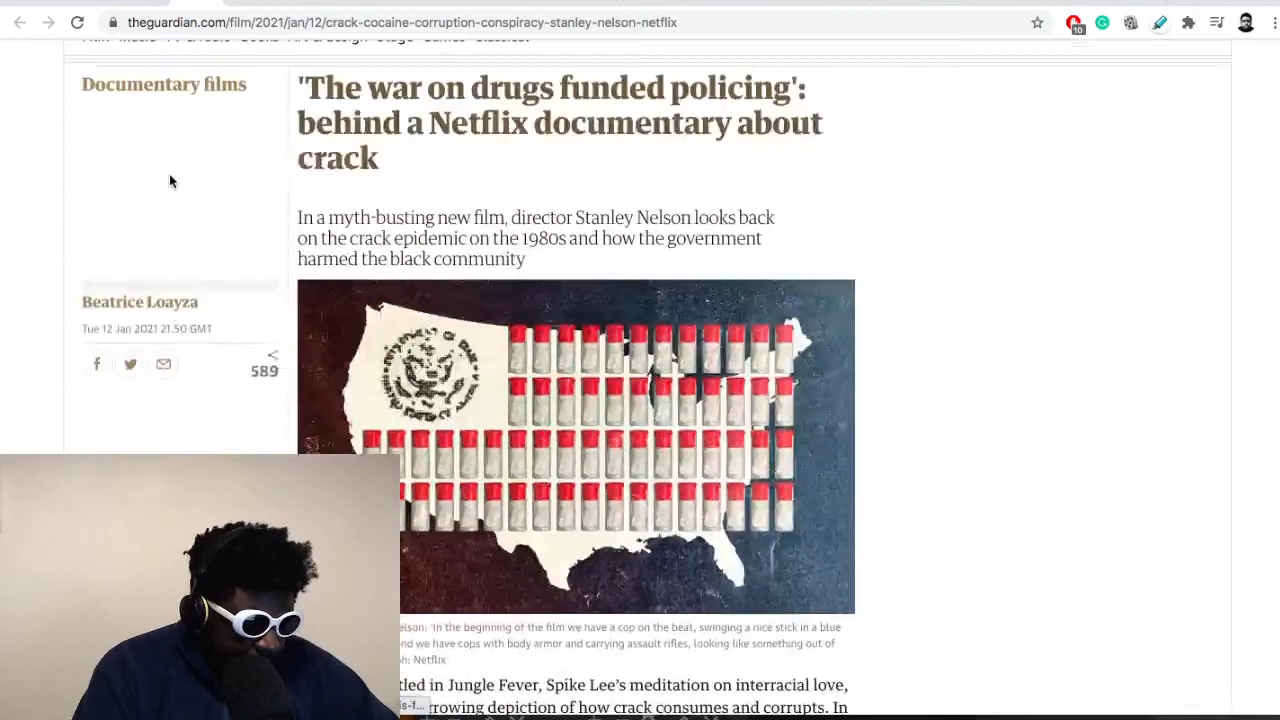 theguardian.com/film/2021/jan/12/crack-cocaine-corruption-conspiracy-stanley-nelson-netflix
10
Documentary films
'The war on drugs funded policing':
behind a Netflix documentary about
crack
In a myth-busting new film, director Stanley Nelson looks back
on the crack epidemic on the 1980s and how the government
harmed the black community
Beatrice Loayza
Tue 12 Jan 2021 21.50 GMT
589
elson: 'In the beginning of the film we have a cop on the beat, swinging a nice stick in a blue
nd we have cops with body armor and carrying assault rifles, looking like something out of
h: Netflix
tled in Jungle Fever, Spike Lee's meditation on interracial love,
rowing depiction of how crack consumes and corrupts. In